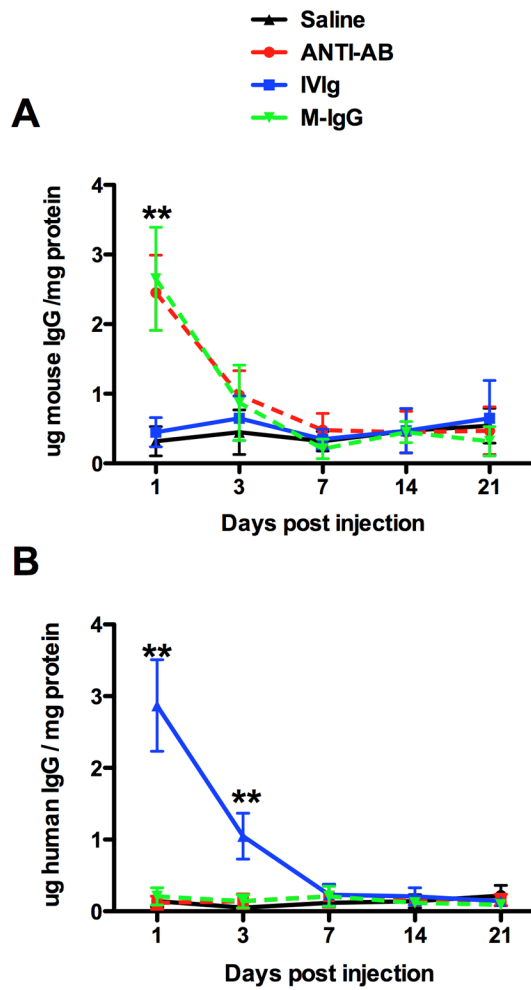 Saline
ANTI-AB
IVIg
M-IgG
A
ug mouse IgG /mg protein
4
3
2
1
0
**
1 3 7 14 21
Days post injection
B
ug human IgG / mg protein
4
3
2
1
0
**
**
1 3 7 14 21
Days post injection